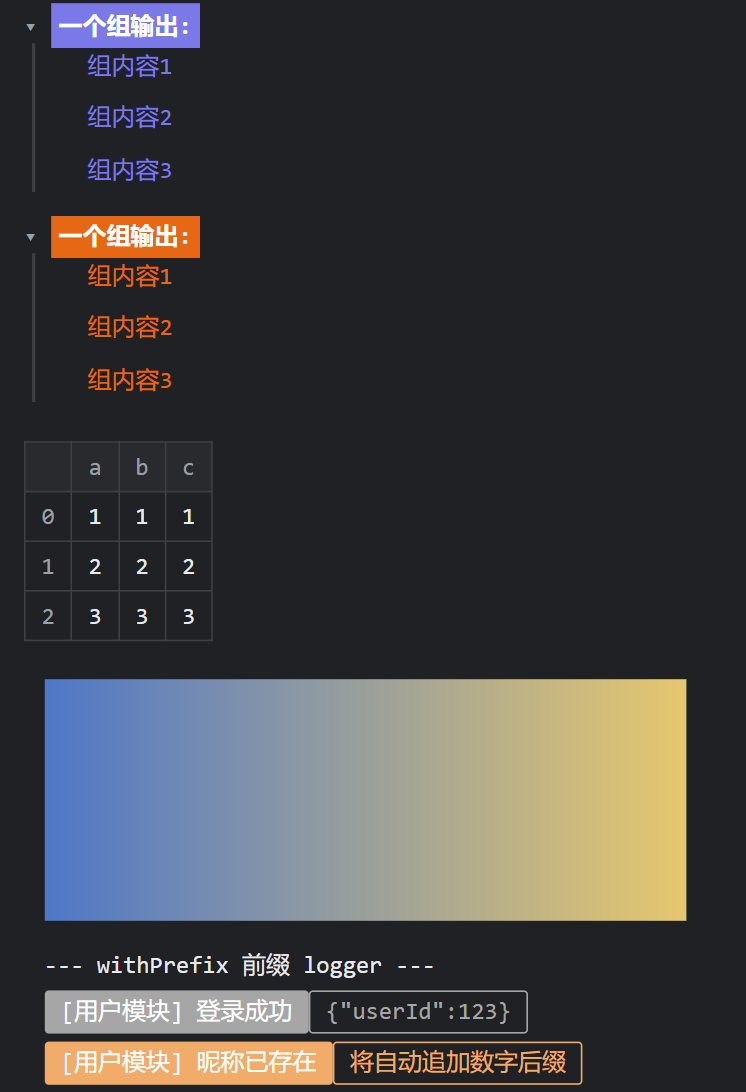 一个组输出:
组内容1
组内容2
组内容3
一个组输出:
组内容1
组内容2
组内容3
a b c
0 1 1 1
1 2 2 2
2 3 3 3
--- withPrefix 前缀 logger ---
[用户模块] 登录成功 {"userId":123}
[用户模块] 昵称已存在 将自动追加数字后缀